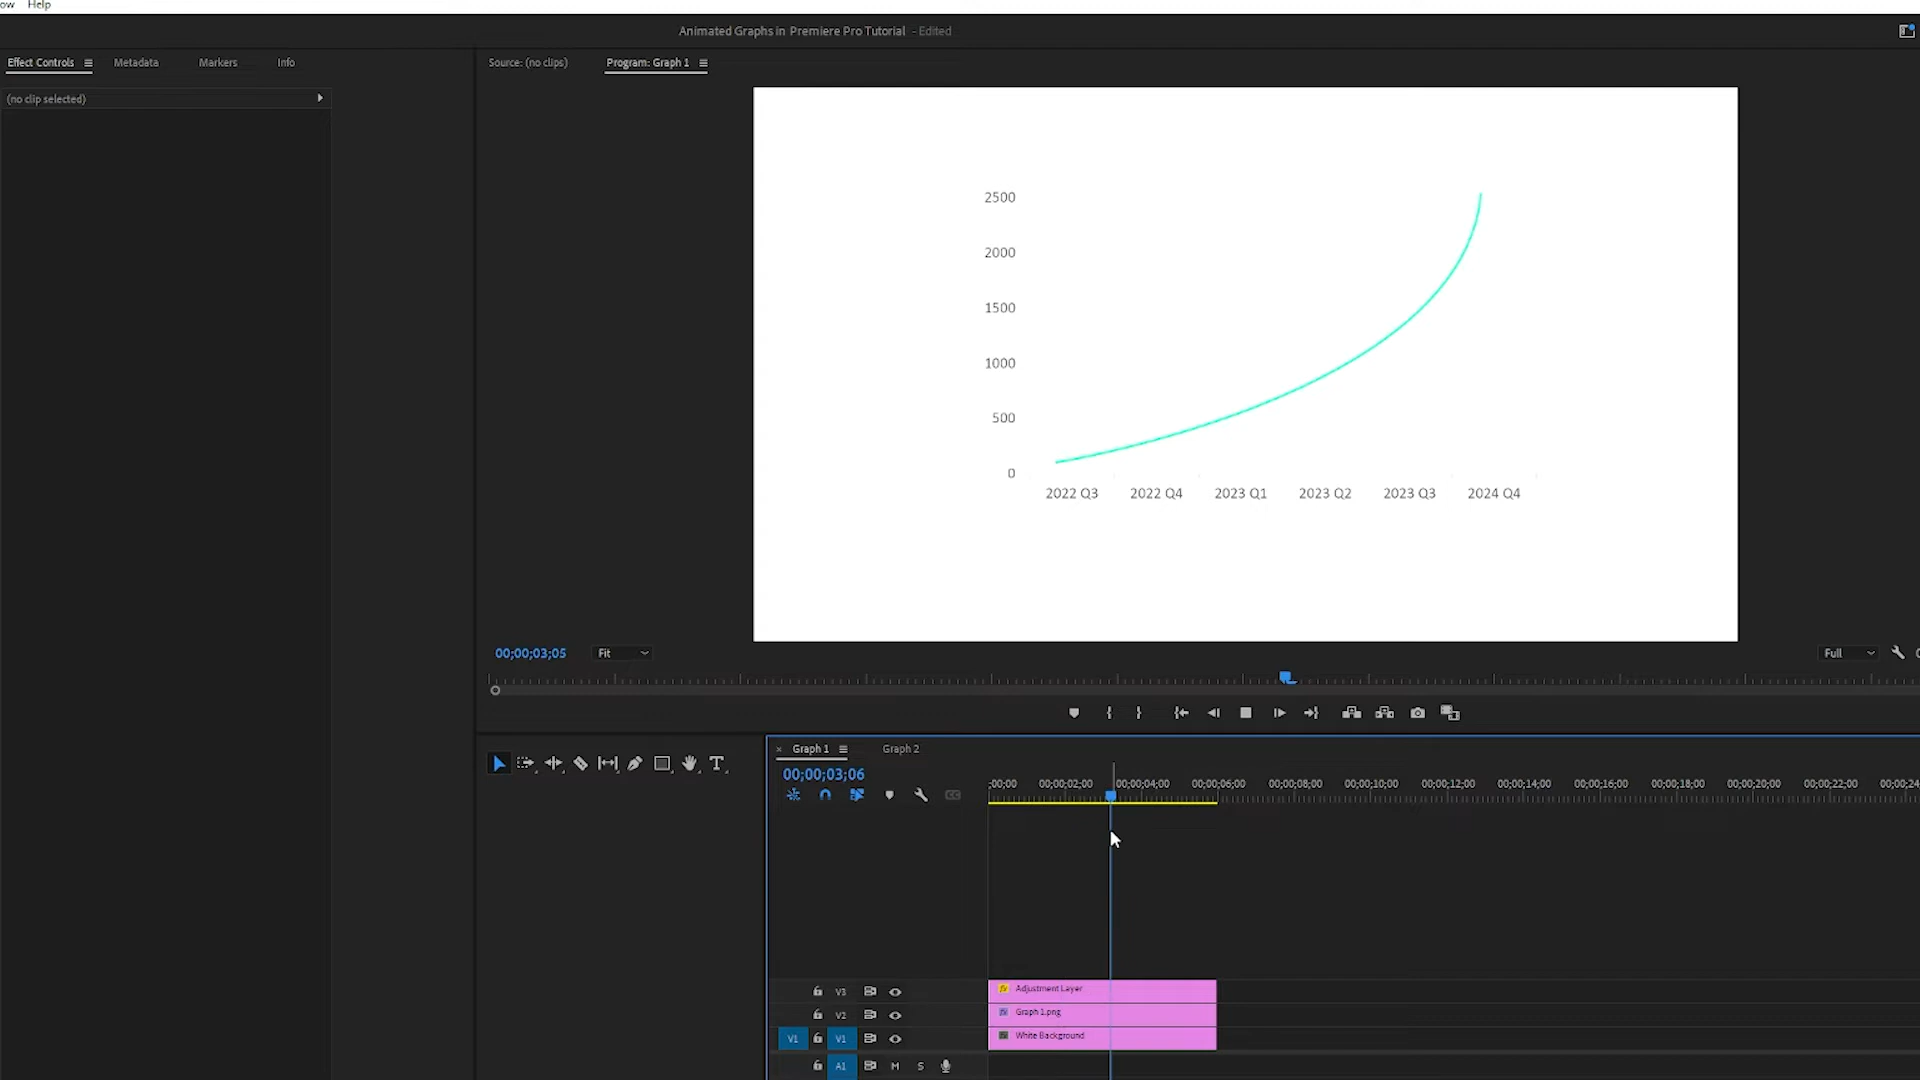 ow Help
Animated Graphs in Premiere Pro Tutorial - Edited
Effect Controls Metadata Markers Info
Source: (no clips) Program: Graph 1
(no clip selected)
2500
2000
1500
1000
500
0
2022 Q3 2022 Q4 2023 Q1 2023 Q2 2023 Q3 2024 Q4
00;00;03;05 Fit Full
Graph 1 Graph 2
00;00;03;06
;00;00 00;00;02;00 00;00;04;00 00;00;06;00 00;00;08;00 00;00;10;00 00;00;12;00 00;00;14;00 00;00;16;00 00;00;18;00 00;00;20;00 00;00;22;00 00;00;24
V3 fx Adjustment Layer
V2 fx Graph 1.png
V1 V1 White Background
A1 M S